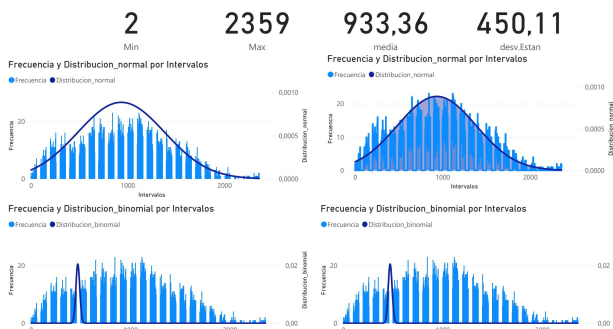 2
2359
933,36
450,11
Min
Max
media
desv.Estan
Frecuencia y Distribucion_normal por Intervalos
Frecuencia Distribucion_normal
Frecuencia
20
0
0
1000
2000
Intervalos
0,0010
0,0005
0,0000
Distribucion_normal
Frecuencia y Distribucion_normal por Intervalos
Frecuencia Distribucion_normal
Frecuencia
20
10
0
0
1000
2000
Intervalos
0,0010
0,0005
0,0000
Distribucion_normal
Frecuencia y Distribucion_binomial por Intervalos
Frecuencia Distribucion_binomial
Frecuencia
20
0
0,02
0,00
Distribucion_binomial
Frecuencia y Distribucion_binomial por Intervalos
Frecuencia Distribucion_binomial
Frecuencia
20
0
0,02
0,00
Distribucion_binomial